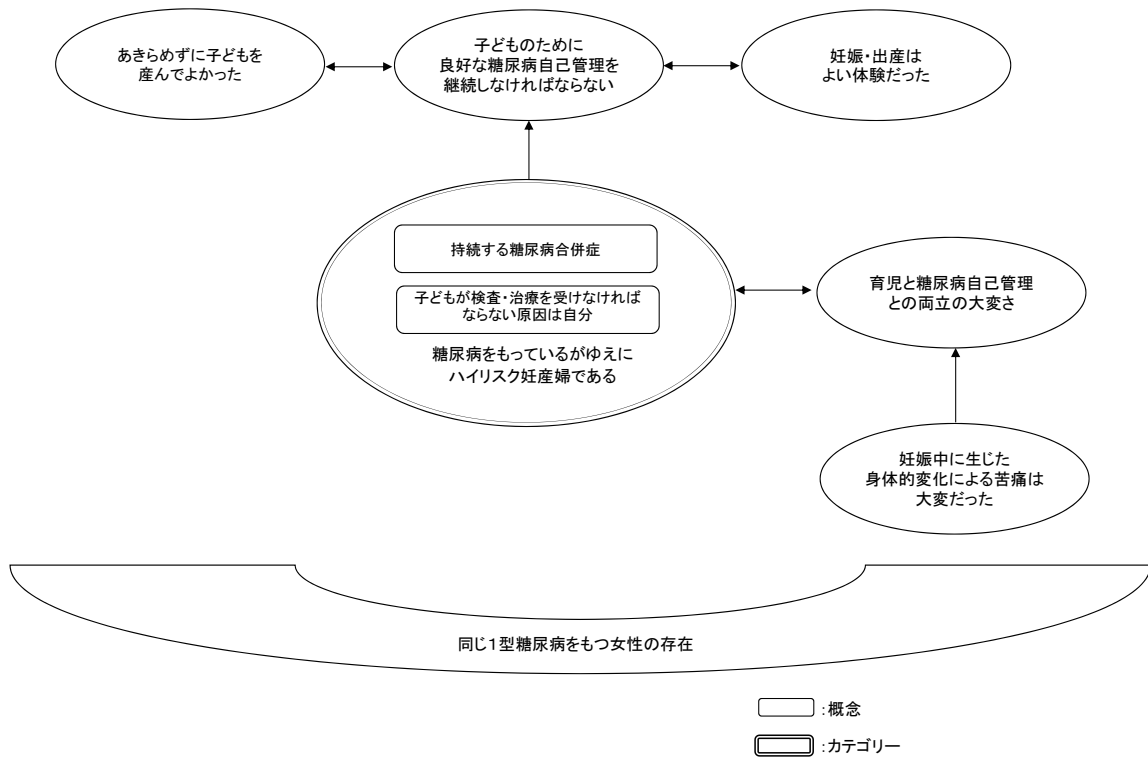 あきらめずに子どもを
産んでよかった
子どものために
良好な糖尿病自己管理を
継続しなければならない
妊娠・出産は
よい体験だった
持続する糖尿病合併症
子どもが検査・治療を受けなければ
ならない原因は自分
糖尿病をもっているがゆえに
ハイリスク妊産婦である
育児と糖尿病自己管理
との両立の大変さ
妊娠中に生じた
身体的変化による苦痛は
大変だった
同じ1型糖尿病をもつ女性の存在
:概念
:カテゴリー